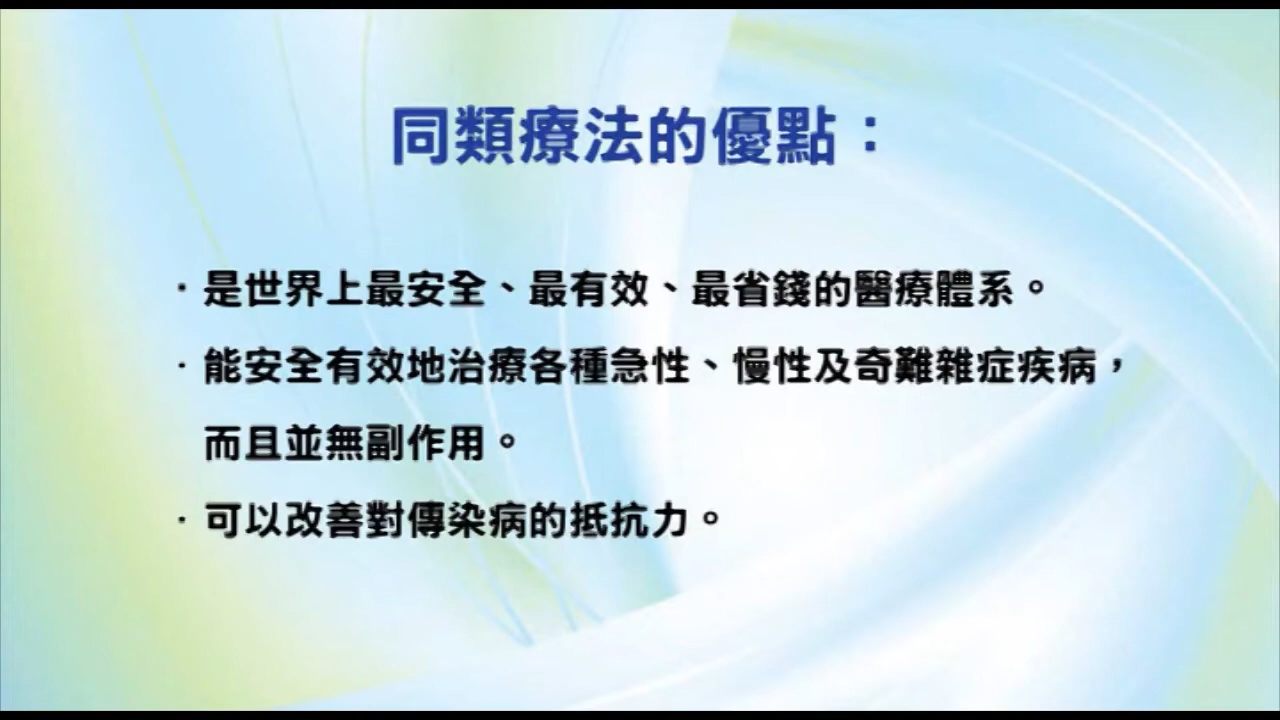 同類療法的優點：
·是世界上最安全、最有效、最省錢的醫療體系。
·能安全有效地治療各種急性、慢性及奇難雜症疾病，
而且並無副作用。
·可以改善對傳染病的抵抗力。